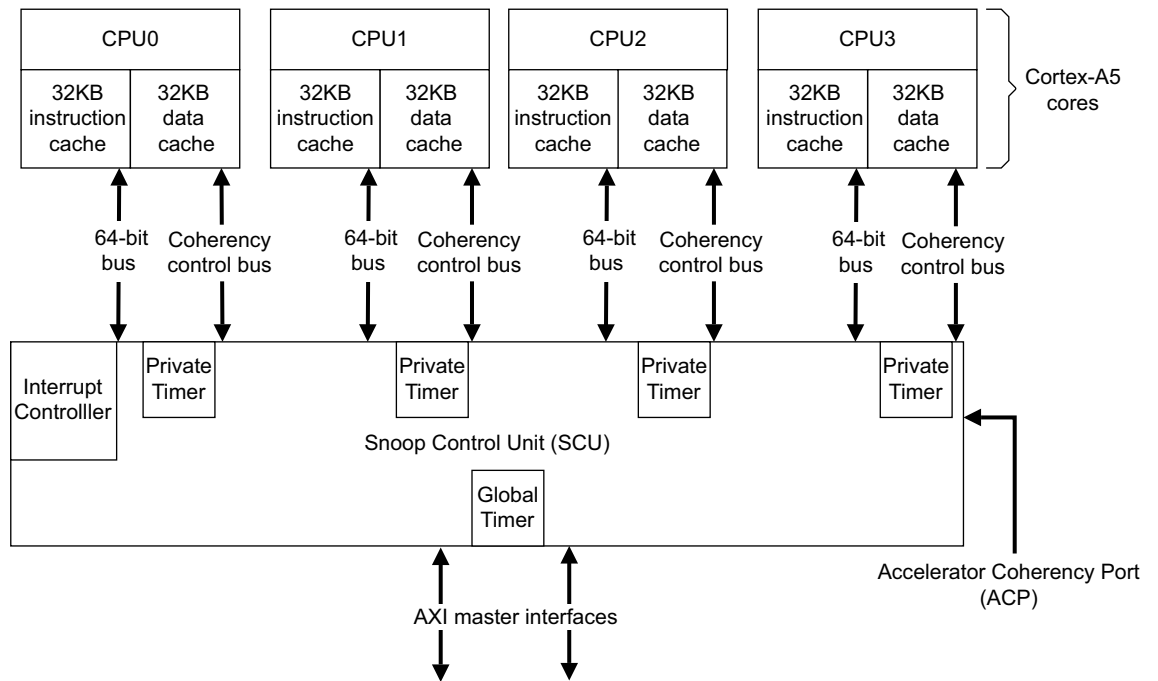 CPU0
32KB
instruction
cache
32KB
data
cache
CPU1
32KB
instruction
cache
32KB
data
cache
CPU2
32KB
instruction
cache
32KB
data
cache
CPU3
32KB
instruction
cache
32KB
data
cache
Cortex-A5
cores
64-bit
bus
Coherency
control bus
64-bit
bus
Coherency
control bus
64-bit
bus
Coherency
control bus
64-bit
bus
Coherency
control bus
Interrupt
Controlller
Private
Timer
Private
Timer
Private
Timer
Private
Timer
Snoop Control Unit (SCU)
Global
Timer
Accelerator Coherency Port
(ACP)
AXI master interfaces